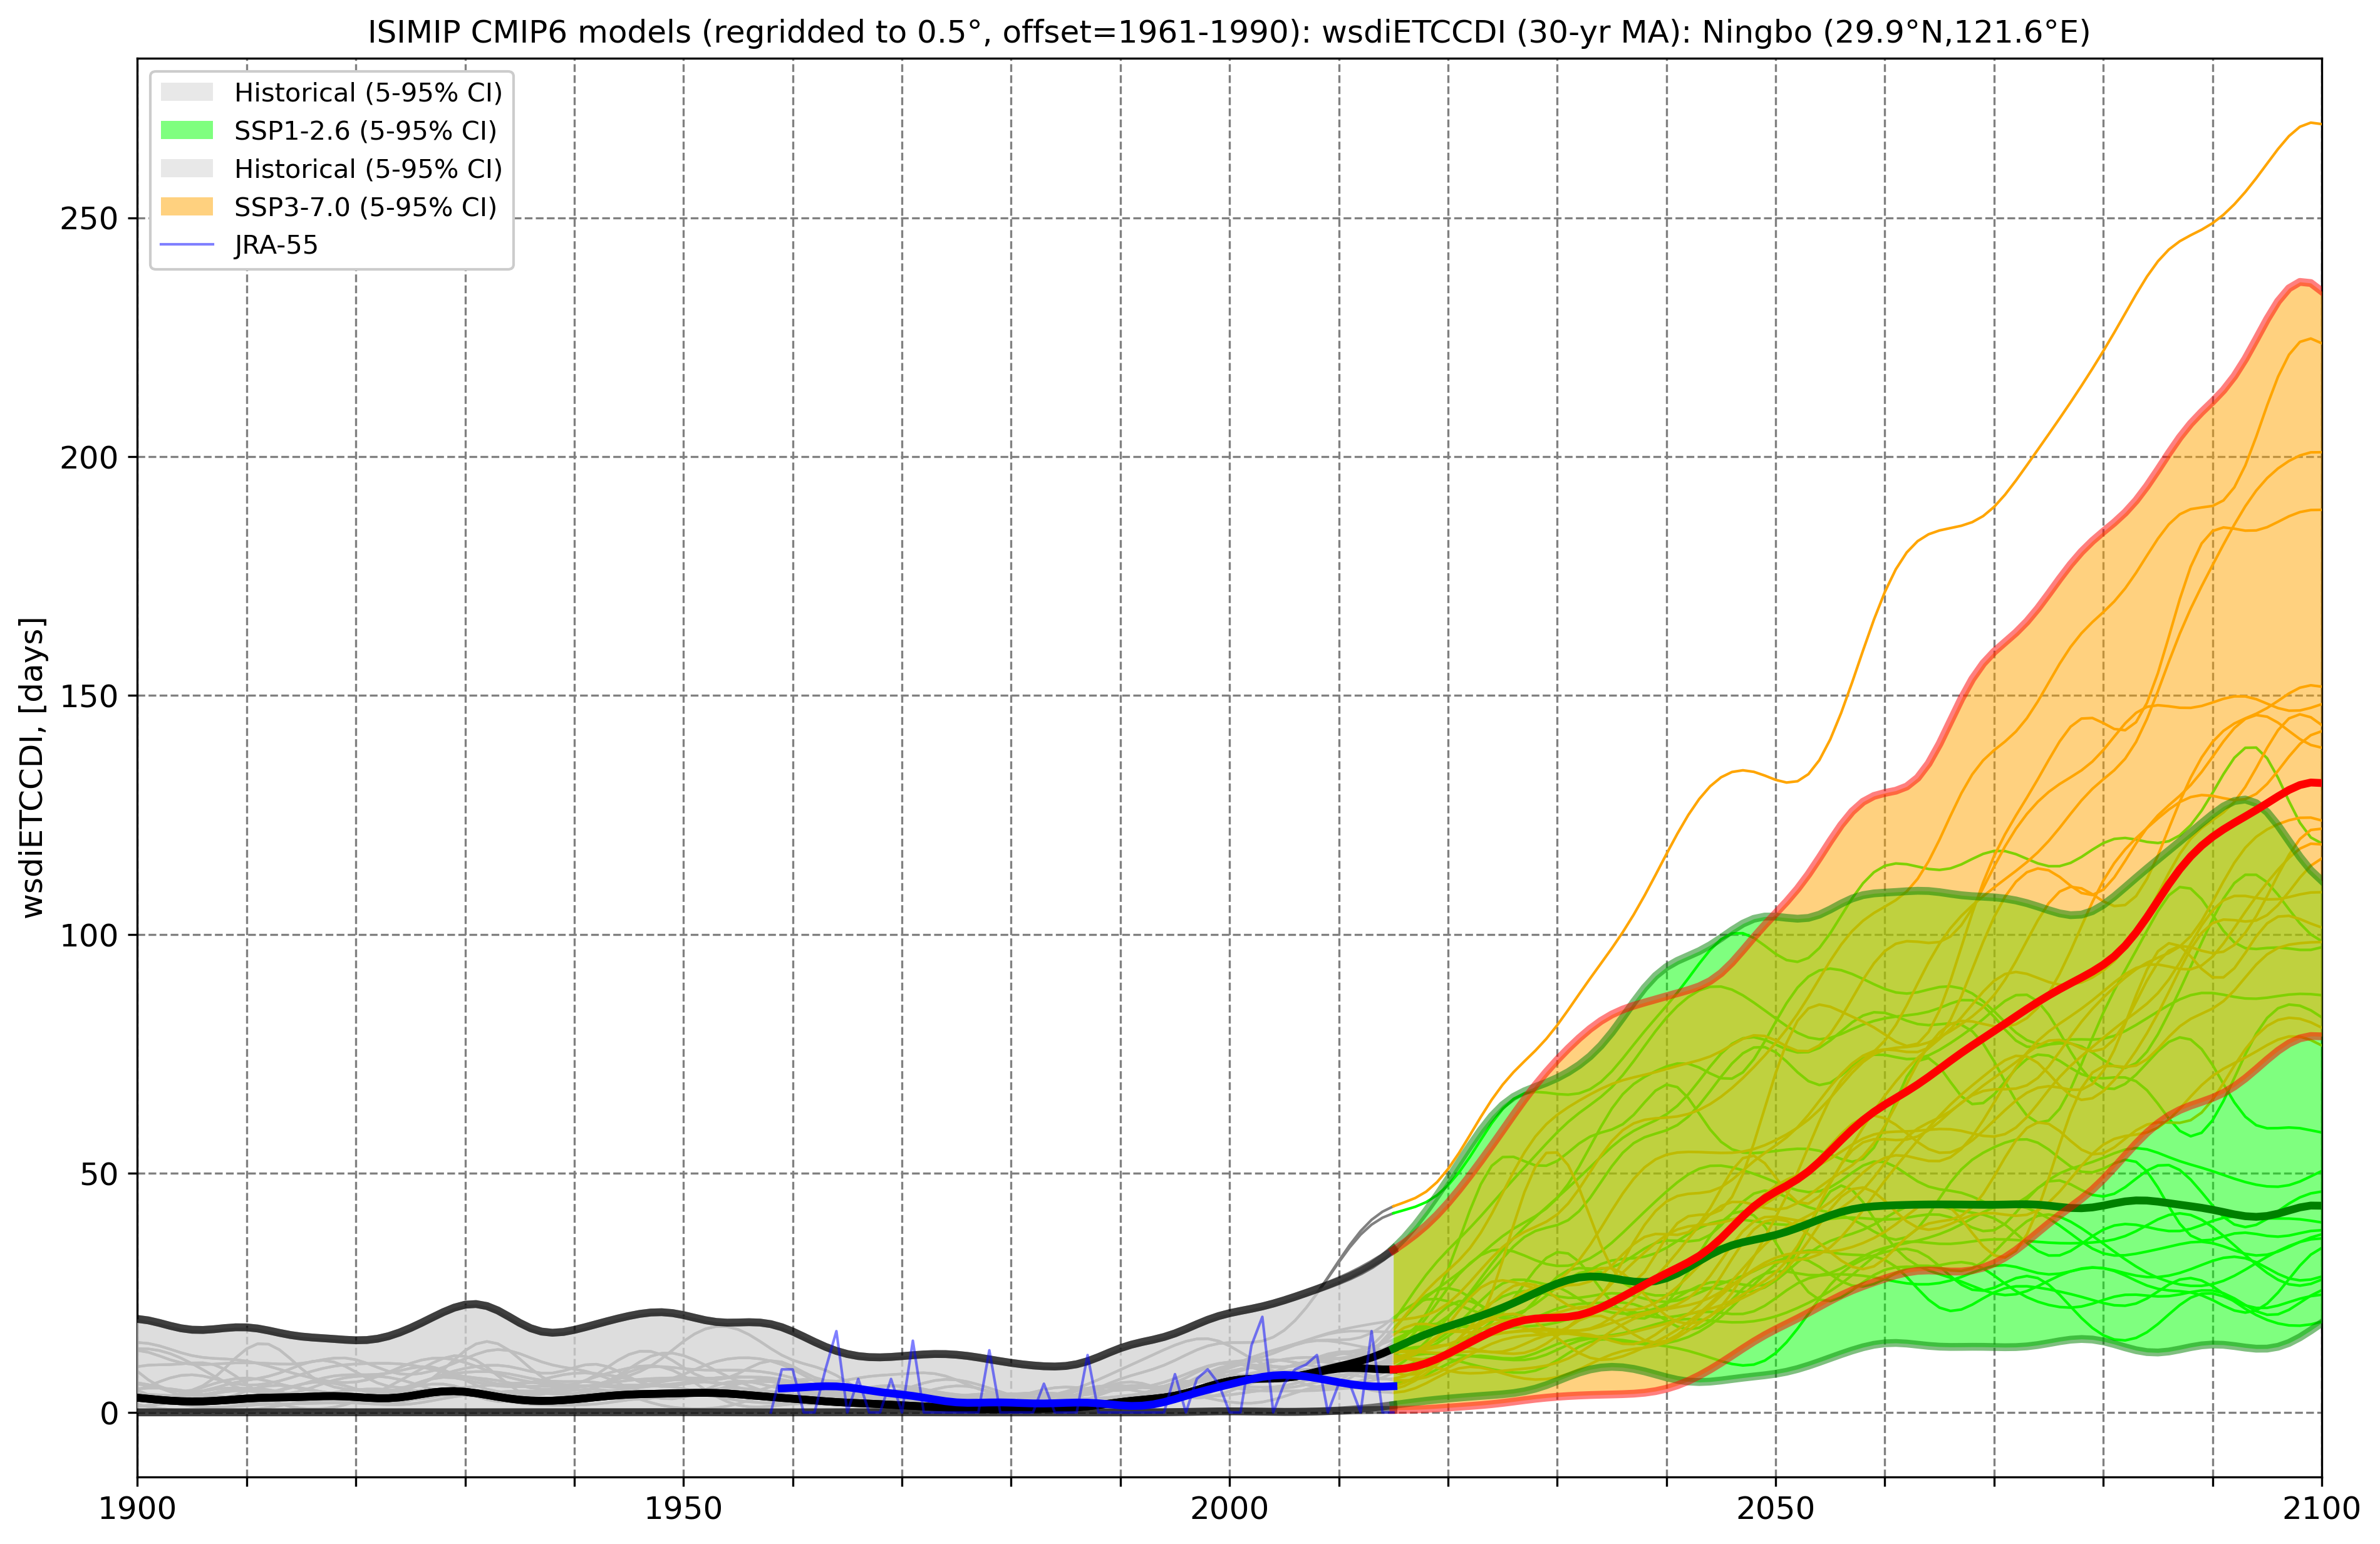 ISIMIP CMIP6 models (regridded to 0.5°, offset=1961-1990): wsdiETCCDI (30-yr MA): Ningbo (29.9°N,121.6°E)
Historical (5-95% CI)
SSP1-2.6 (5-95% CI)
Historical (5-95% CI)
SSP3-7.0 (5-95% CI)
JRA-55
wsdiETCCDI, [days]
250
200
150
100
50
0
1900 1950 2000 2050 2100